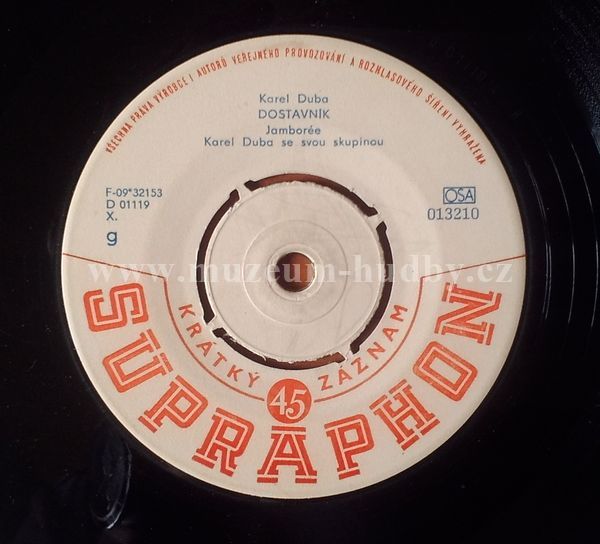 VŠECHNA PRÁVA VÝROBCE I AUTORŮ VEŘEJNÉHO PROVOZOVÁNÍ A ROZHLASOVÉHO ŠÍŘENÍ VYHRAŽENA
Karel Duba
DOSTAVNÍK
Jamborée
Karel Duba se svou skupinou
F-09*32153
D 01119
X.
g
OSA
013210
www.muzeum-hudby.cz
KRÁTKÝ ZÁZNAM
45
SUPRAPHON